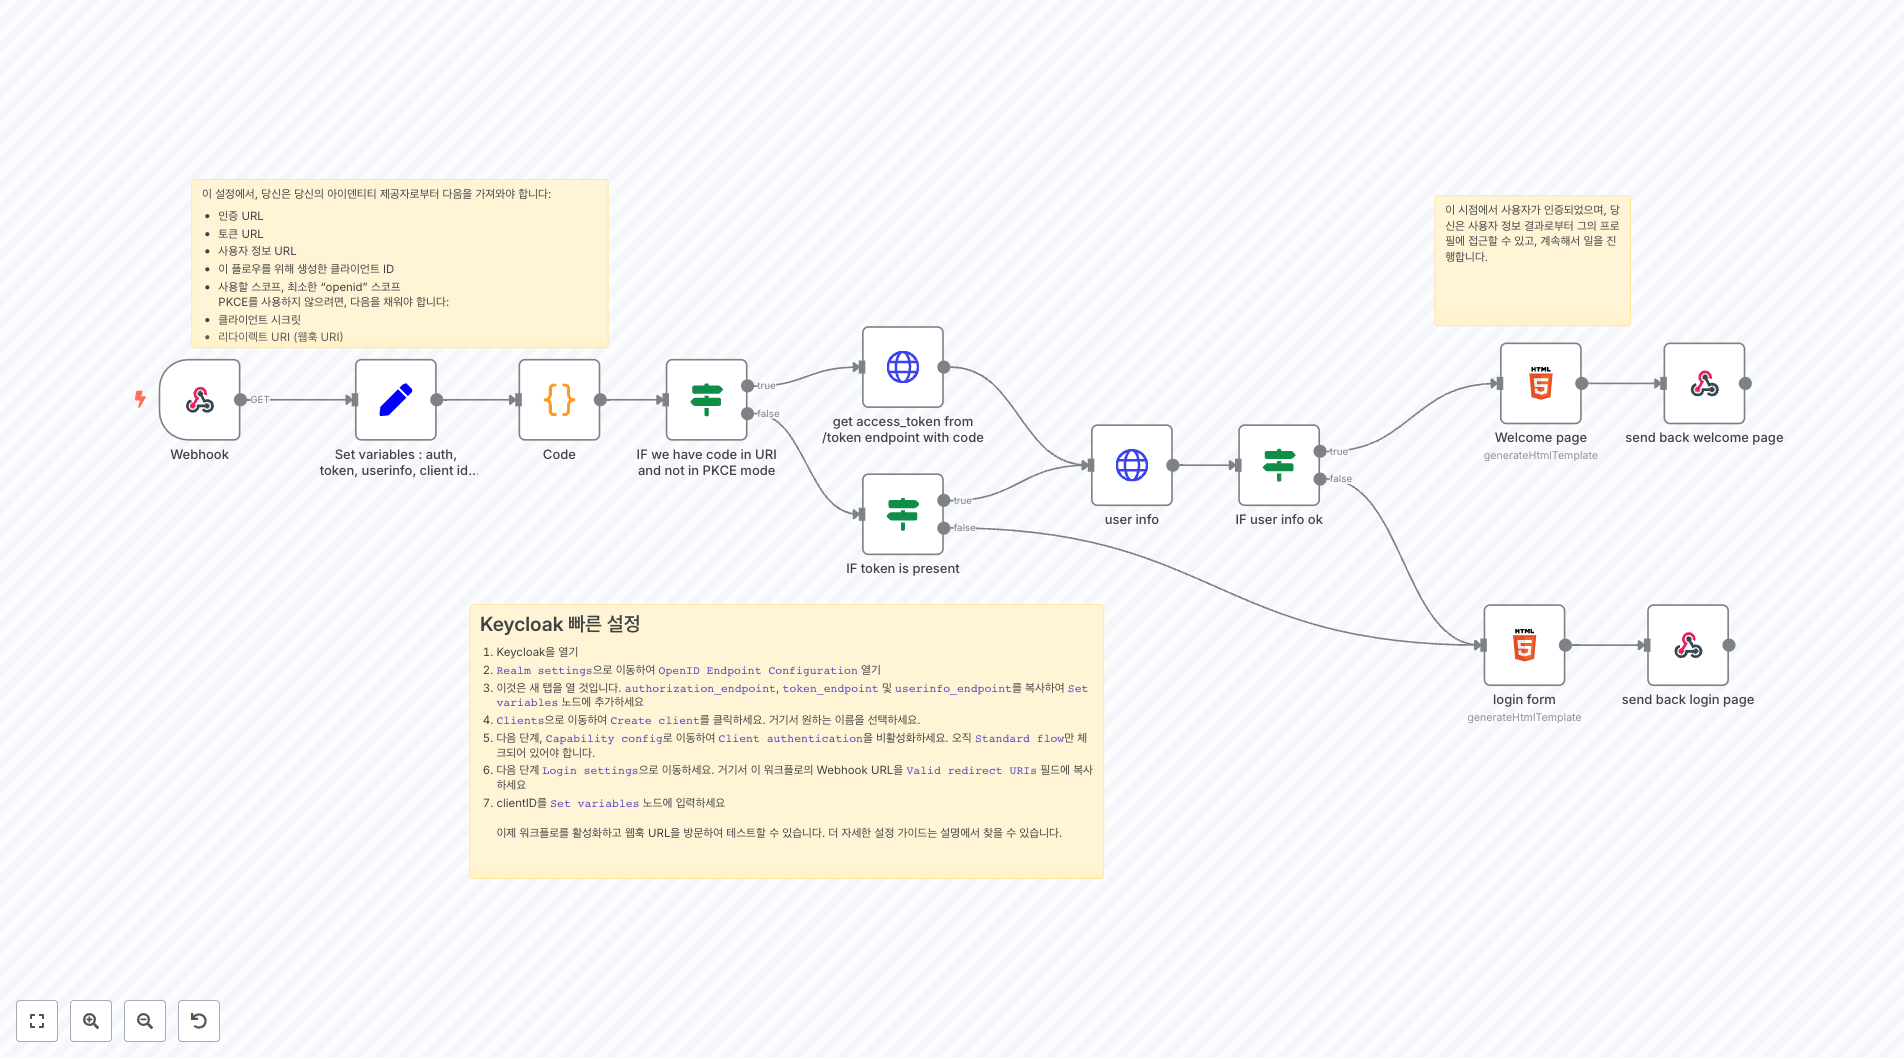 이 설정에서, 당신은 당신의 아이덴티티 제공자로부터 다음을 가져와야 합니다:
• 인증 URL
• 토큰 URL
• 사용자 정보 URL
• 이 플로우를 위해 생성한 클라이언트 ID
• 사용할 스코프, 최소한 “openid” 스코프
PKCE를 사용하지 않으려면, 다음을 채워야 합니다:
• 클라이언트 시크릿
• 리다이렉트 URI (웹훅 URI)
이 시점에서 사용자가 인증되었으며, 당
신은 사용자 정보 결과로부터 그의 프로
필에 접근할 수 있고, 계속해서 일을 진
행합니다.
GET
Webhook
Set variables : auth,
token, userinfo, client id...
Code
true
false
IF we have code in URI
and not in PKCE mode
get access_token from
/token endpoint with code
true
false
IF token is present
user info
true
false
IF user info ok
HTML
Welcome page
generateHtmlTemplate
send back welcome page
HTML
login form
generateHtmlTemplate
send back login page
Keycloak 빠른 설정
1. Keycloak을 열기
2. Realm settings으로 이동하여 OpenID Endpoint Configuration 열기
3. 이것은 새 탭을 열 것입니다. authorization_endpoint, token_endpoint 및 userinfo_endpoint를 복사하여 Set
variables 노드에 추가하세요
4. Clients으로 이동하여 Create client를 클릭하세요. 거기서 원하는 이름을 선택하세요.
5. 다음 단계, Capability config로 이동하여 Client authentication을 비활성화하세요. 오직 Standard flow만 체
크되어 있어야 합니다.
6. 다음 단계 Login settings으로 이동하세요. 거기서 이 워크플로의 Webhook URL을 Valid redirect URIs 필드에 복사
하세요
7. clientID를 Set variables 노드에 입력하세요
이제 워크플로를 활성화하고 웹훅 URL을 방문하여 테스트할 수 있습니다. 더 자세한 설정 가이드는 설명에서 찾을 수 있습니다.